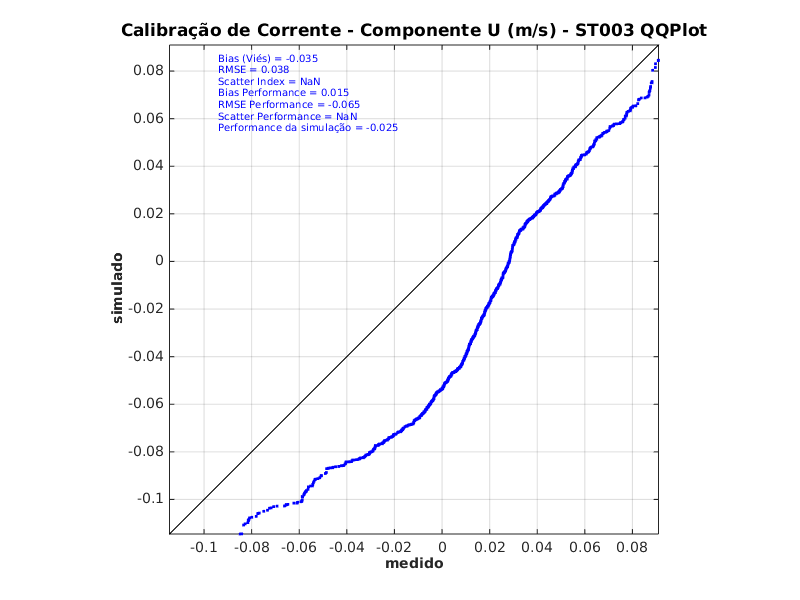 Calibração de Corrente - Componente U (m/s) - ST003 QQPlot
Bias (Viés) = -0.035
RMSE = 0.038
Scatter Index = NaN
Bias Performance = 0.015
RMSE Performance = -0.065
Scatter Performance = NaN
Performance da simulação = -0.025
0.08
0.06
0.04
0.02
0
-0.02
-0.04
-0.06
-0.08
-0.1
simulado
-0.1 -0.08 -0.06 -0.04 -0.02 0 0.02 0.04 0.06 0.08
medido